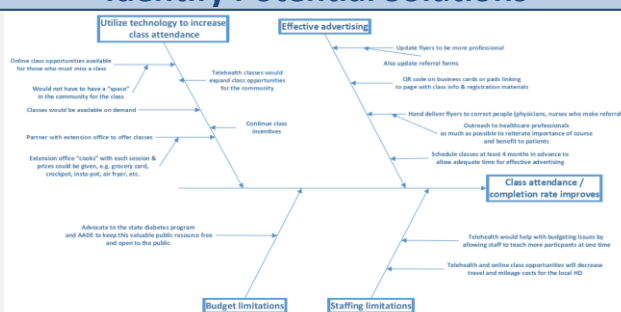 Identify Potential Solutions
Utilize technology to increase
class attendance
Effective advertising
Online class opportunities available
for those who must miss a class
Would not have to have a "space"
in the community for the class
Classes would be available on demand
Partner with extension office to offer classes
Extension office "cooks" with each session &
prizes could be given, e.g. grocery card,
crockpot, insta-pot, air fryer, etc.
Telehealth classes would
expand class opportunities
for the community
Continue class
incentives
Update flyers to be more professional
Also update referral forms
QR code on business cards or pads linking
to page with class info & registration materials
Hand deliver flyers to correct people (physicians, nurses who make referral
Outreach to healthcare professionals
as much as possible to reiterate importance of course
and benefit to patients
Schedule classes at least 4 months in advance to
allow adequate time for effective advertising
Class attendance /
completion rate improves
Advocate to the state diabetes program
and AADE to keep this valuable public resource free
and open to the public
Telehealth would help with budgeting issues by
allowing staff to teach more particpants at one time
Telehealth and online class opportunities will decrease
travel and mileage costs for the local HD
Budget limitations
Staffing limitations